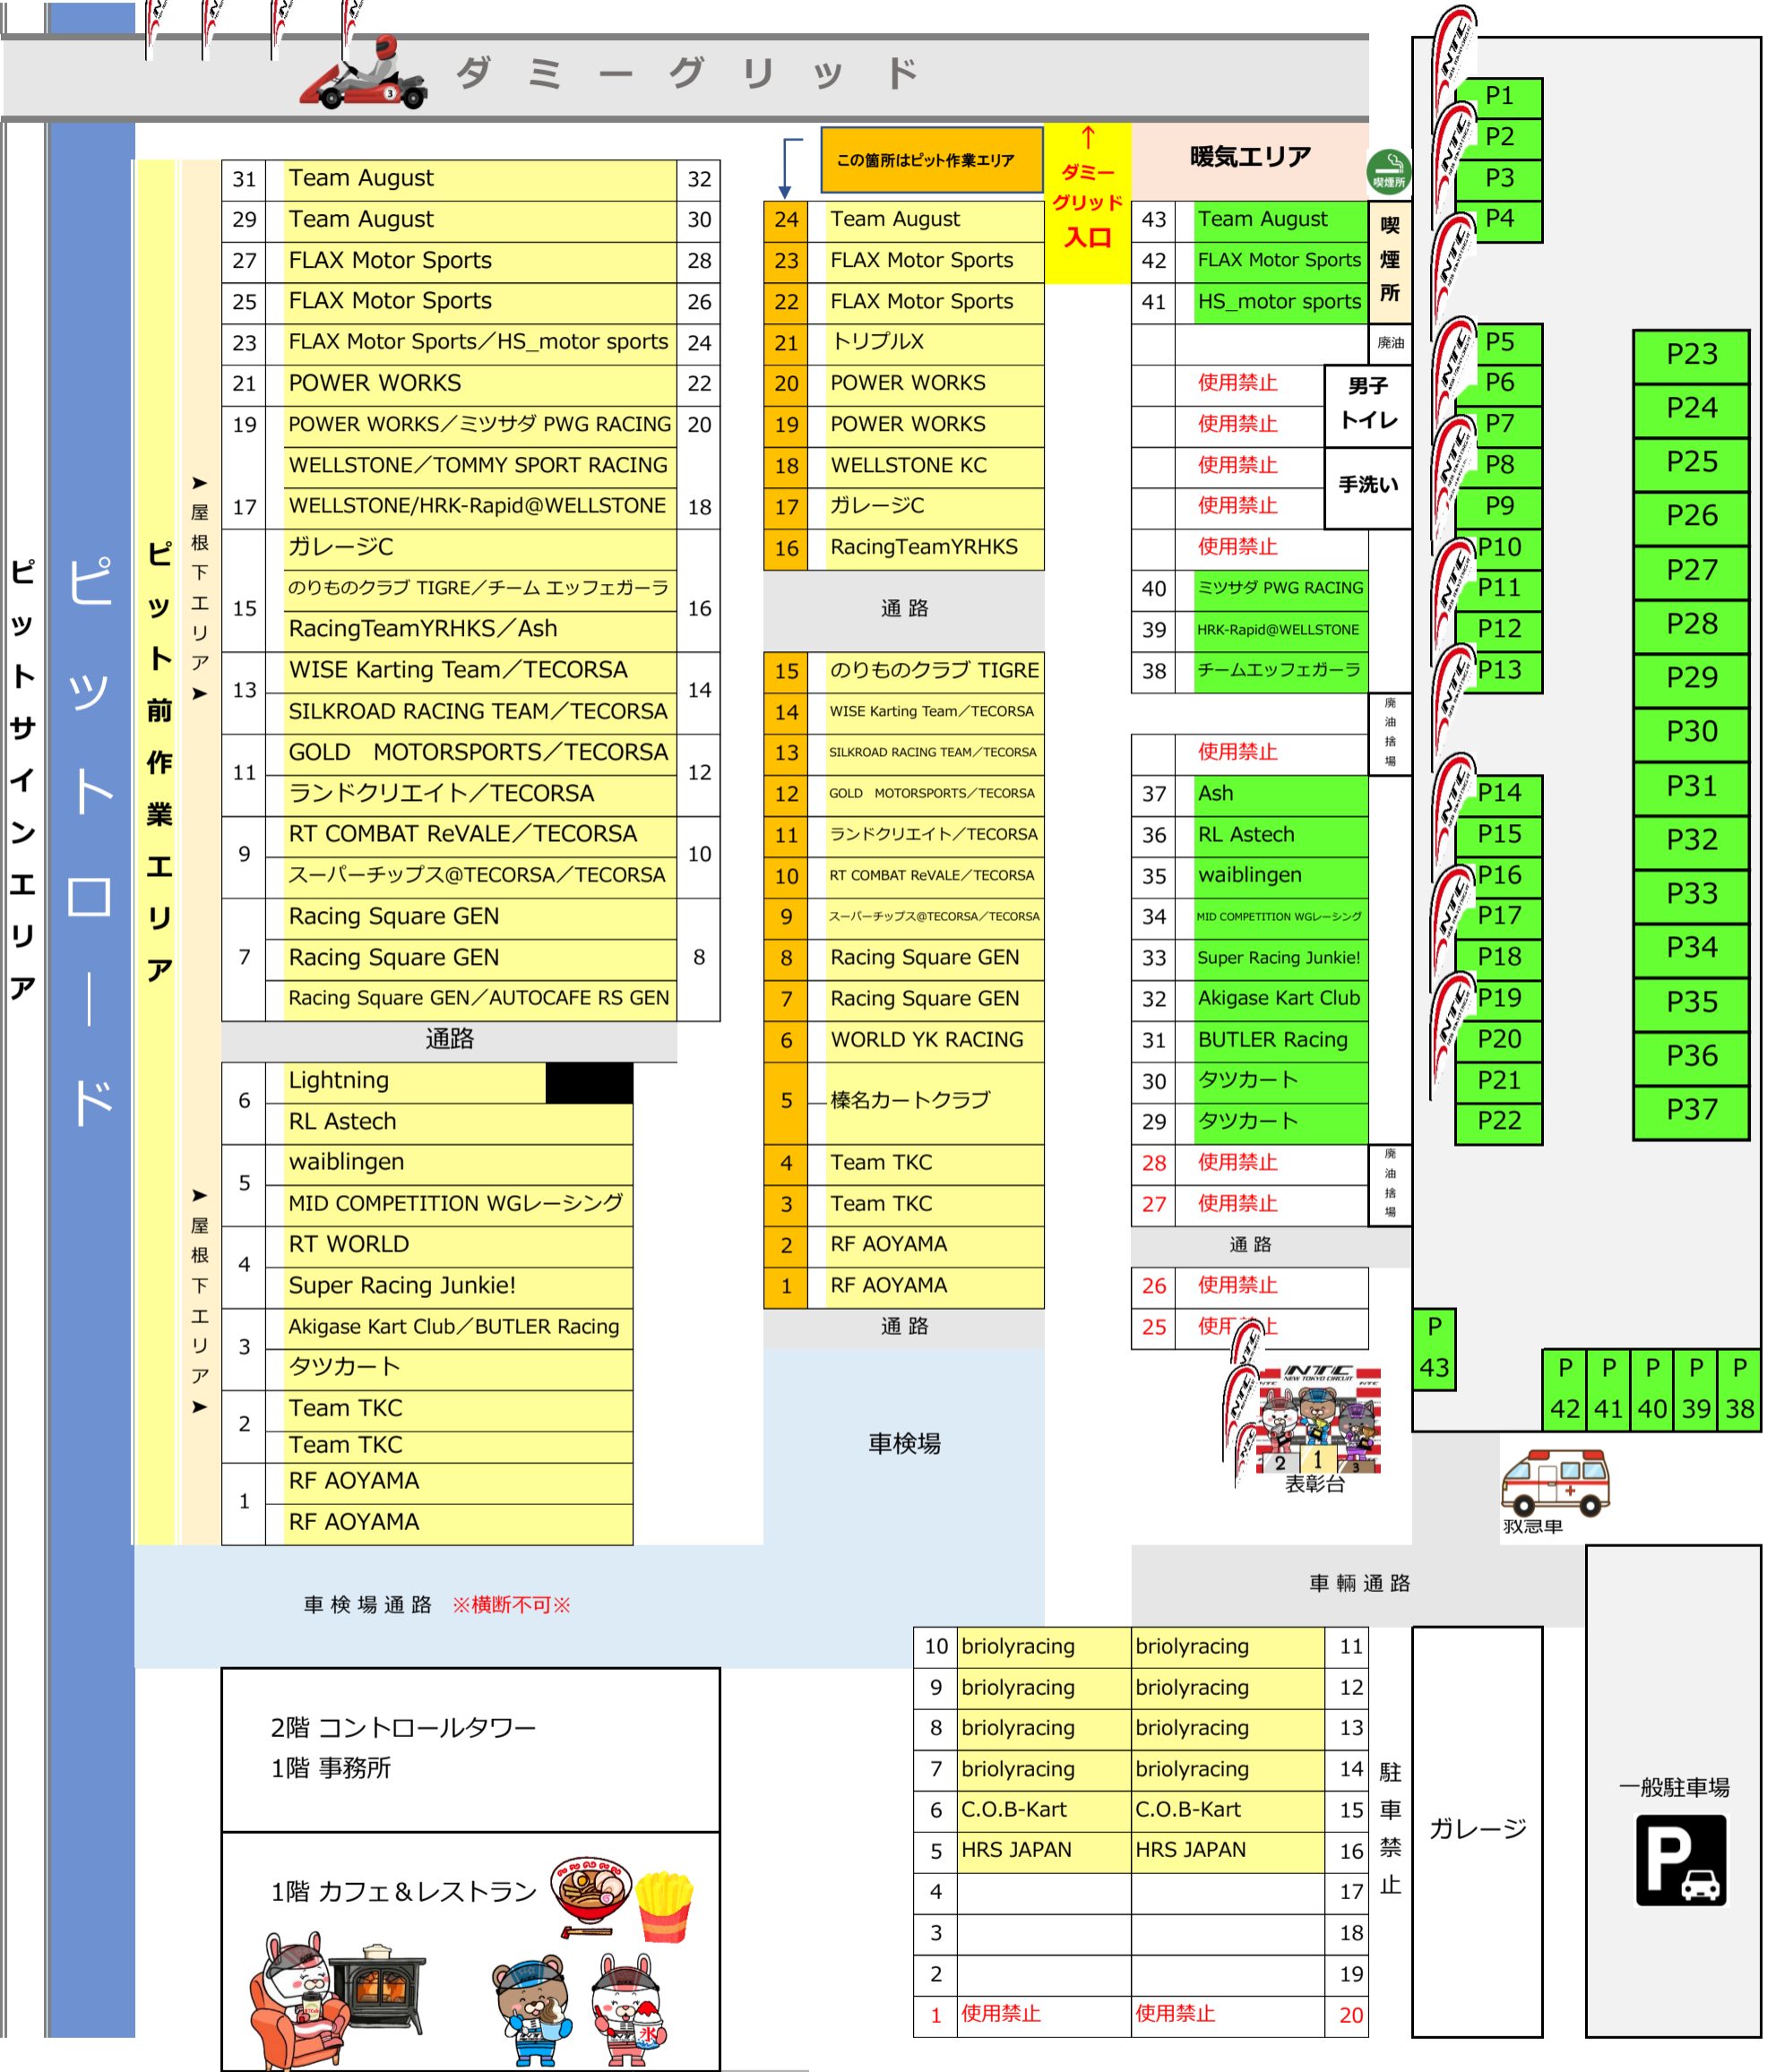 ダミーグリッド
ピットサインエリア
ピットロード
ピット前作業エリア
➤屋根下エリア➤
➤屋根下エリア➤
31 Team August 32
29 Team August 30
27 FLAX Motor Sports 28
25 FLAX Motor Sports 26
23 FLAX Motor Sports／HS_motor sports 24
21 POWER WORKS 22
19 POWER WORKS／ミツサダ PWG RACING 20
WELLSTONE／TOMMY SPORT RACING
17 WELLSTONE/HRK-Rapid@WELLSTONE 18
ガレージC
のりものクラブ TIGRE／チーム エッフェガーラ
15 16
RacingTeamYRHKS／Ash
WISE Karting Team／TECORSA
13 14
SILKROAD RACING TEAM／TECORSA
GOLD　MOTORSPORTS／TECORSA
11 12
ランドクリエイト／TECORSA
RT COMBAT ReVALE／TECORSA
9 10
スーパーチップス@TECORSA／TECORSA
Racing Square GEN
7 Racing Square GEN 8
Racing Square GEN／AUTOCAFE RS GEN
通路
Lightning
6
RL Astech
waiblingen
5
MID COMPETITION WGレーシング
RT WORLD
4
Super Racing Junkie!
Akigase Kart Club／BUTLER Racing
3
タツカート
Team TKC
2
Team TKC
RF AOYAMA
1
RF AOYAMA
この箇所はピット作業エリア
24 Team August
23 FLAX Motor Sports
22 FLAX Motor Sports
21 トリプルX
20 POWER WORKS
19 POWER WORKS
18 WELLSTONE KC
17 ガレージC
16 RacingTeamYRHKS
通路
15 のりものクラブ TIGRE
14 WISE Karting Team／TECORSA
13 SILKROAD RACING TEAM／TECORSA
12 GOLD　MOTORSPORTS／TECORSA
11 ランドクリエイト／TECORSA
10 RT COMBAT ReVALE／TECORSA
9 スーパーチップス@TECORSA／TECORSA
8 Racing Square GEN
7 Racing Square GEN
6 WORLD YK RACING
5 榛名カートクラブ
4 Team TKC
3 Team TKC
2 RF AOYAMA
1 RF AOYAMA
通路
車検場
↑
ダミー
グリッド
入口
暖気エリア
喫煙所
43 Team August
42 FLAX Motor Sports
41 HS_motor sports
喫煙所
廃油
使用禁止
使用禁止
男子
トイレ
使用禁止
使用禁止
手洗い
使用禁止
40 ミツサダ PWG RACING
39 HRK-Rapid@WELLSTONE
38 チームエッフェガーラ
廃油捨場
使用禁止
37 Ash
36 RL Astech
35 waiblingen
34 MID COMPETITION WGレーシング
33 Super Racing Junkie!
32 Akigase Kart Club
31 BUTLER Racing
30 タツカート
29 タツカート
28 使用禁止
27 使用禁止
廃油捨場
通路
26 使用禁止
25 使用禁止
NTC
NEW TOKYO CIRCUIT
2 1 3
表彰台
P1
P2
P3
P4
P5
P6
P7
P8
P9
P10
P11
P12
P13
P14
P15
P16
P17
P18
P19
P20
P21
P22
P23
P24
P25
P26
P27
P28
P29
P30
P31
P32
P33
P34
P35
P36
P37
P43
P42 P41 P40 P39 P38
救急車
車検場通路 ※横断不可※
車輌通路
2階 コントロールタワー
1階 事務所
1階 カフェ＆レストラン
氷
10 briolyracing briolyracing 11
9 briolyracing briolyracing 12
8 briolyracing briolyracing 13
7 briolyracing briolyracing 14
6 C.O.B-Kart C.O.B-Kart 15
5 HRS JAPAN HRS JAPAN 16
4 17
3 18
2 19
1 使用禁止 使用禁止 20
駐車禁止
ガレージ
一般駐車場
P